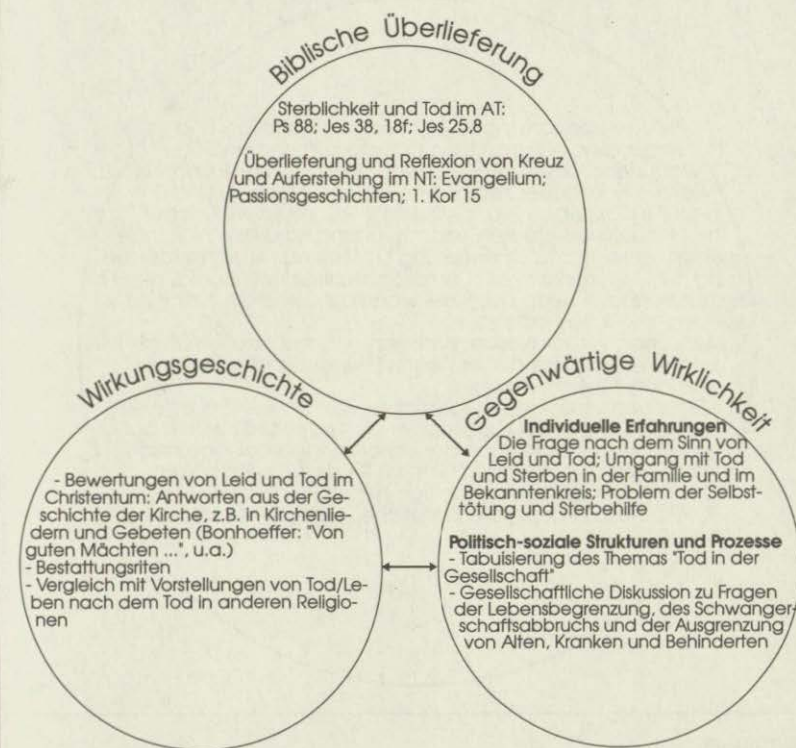 Biblische Überlieferung
Sterblichkeit und Tod im AT:
Ps 88; Jes 38, 18f; Jes 25,8
Überlieferung und Reflexion von Kreuz
und Auferstehung im NT: Evangelium;
Passionsgeschichten; 1. Kor 15
Wirkungsgeschichte
- Bewertungen von Leid und Tod im
Christentum: Antworten aus der Ge-
schichte der Kirche, z.B. in Kirchenlie-
dern und Gebeten (Bonhoeffer: "Von
guten Mächten ...", u.a.)
- Bestattungsriten
- Vergleich mit Vorstellungen von Tod/Le-
ben nach dem Tod in anderen Religio-
nen
Gegenwärtige Wirklichkeit
Individuelle Erfahrungen
Die Frage nach dem Sinn von
Leid und Tod; Umgang mit Tod
und Sterben in der Familie und im
Bekanntenkreis; Problem der Selbst-
tötung und Sterbehilfe
Politisch-soziale Strukturen und Prozesse
- Tabuisierung des Themas "Tod in der
Gesellschaft"
- Gesellschaftliche Diskussion zu Fragen
der Lebensbegrenzung, des Schwanger-
schaftsabbruchs und der Ausgrenzung
von Alten, Kranken und Behinderten